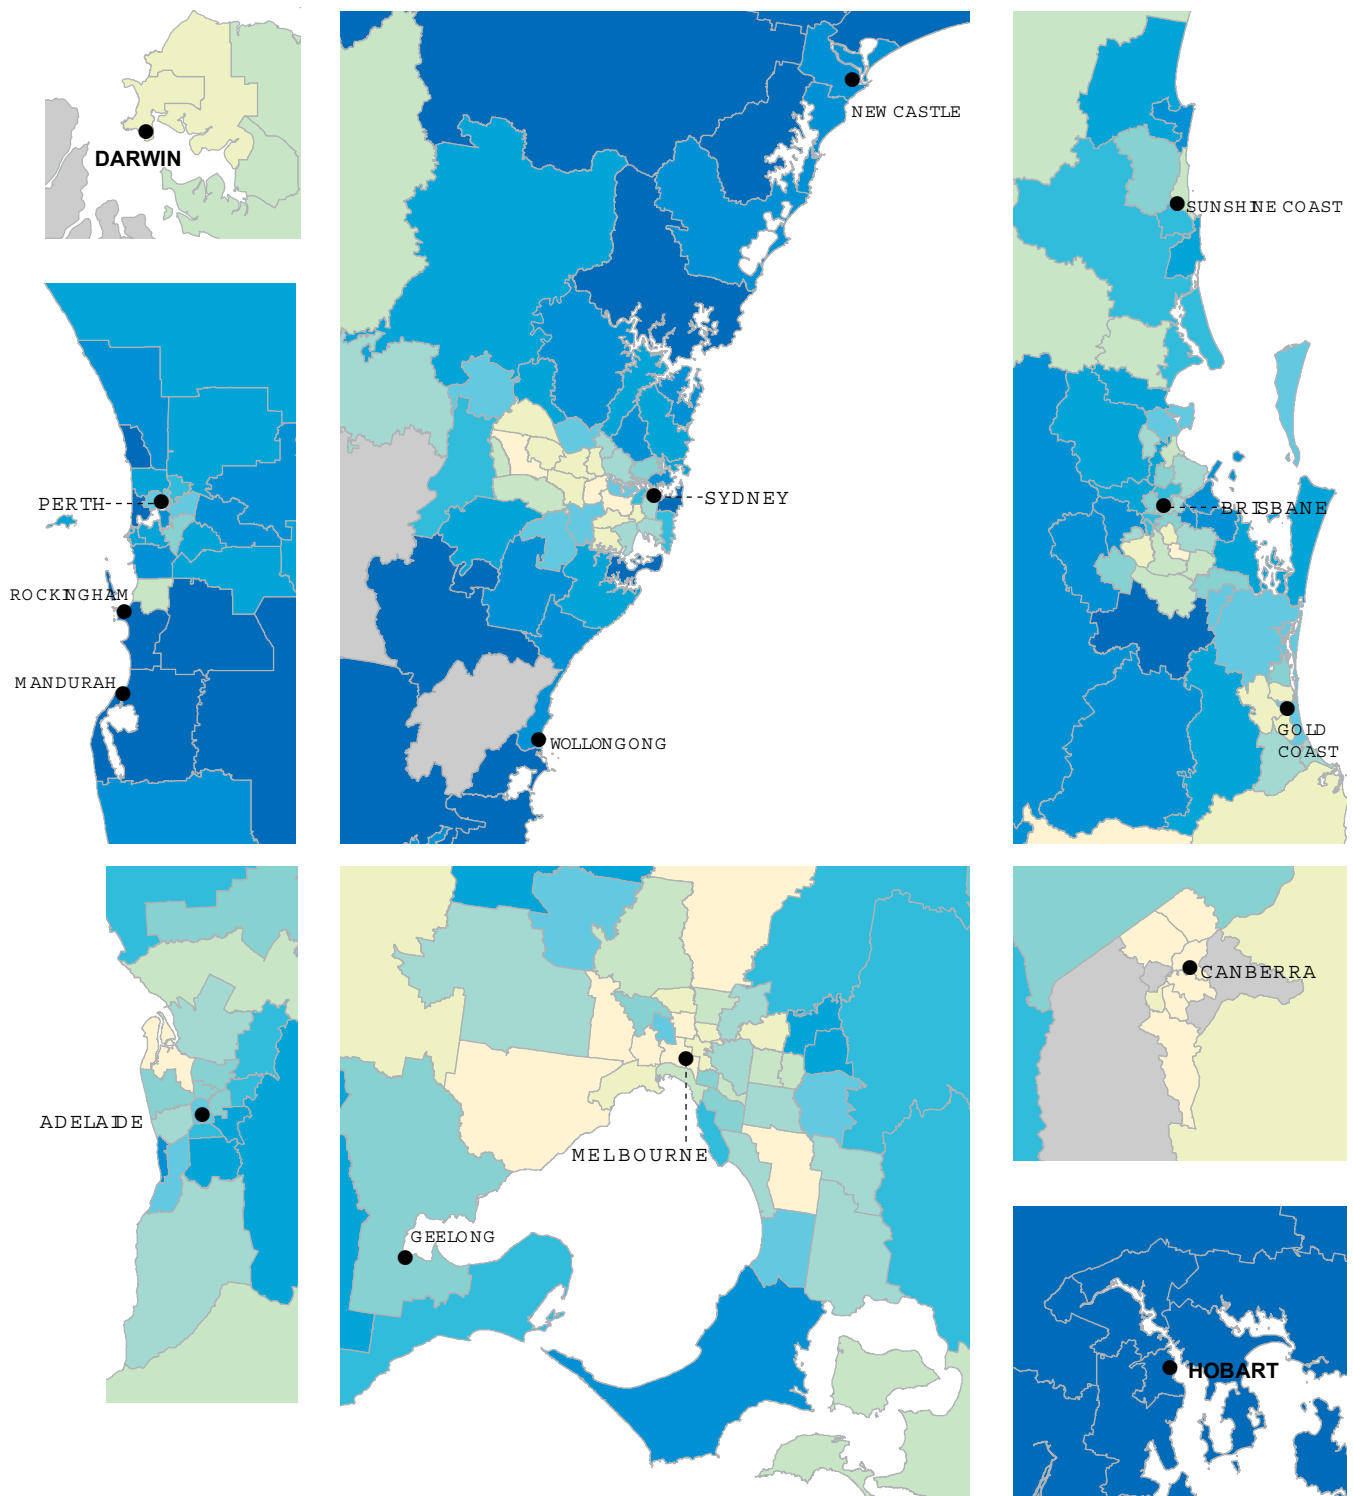 DARWIN
NEW CASTLE
SUNSHINE COAST
PERTH
SYDNEY
BRISBANE
ROCKINGHAM
MANDURAH
WOLLONGONG
GOLD
COAST
CANBERRA
ADELAIDE
MELBOURNE
GEELONG
HOBART